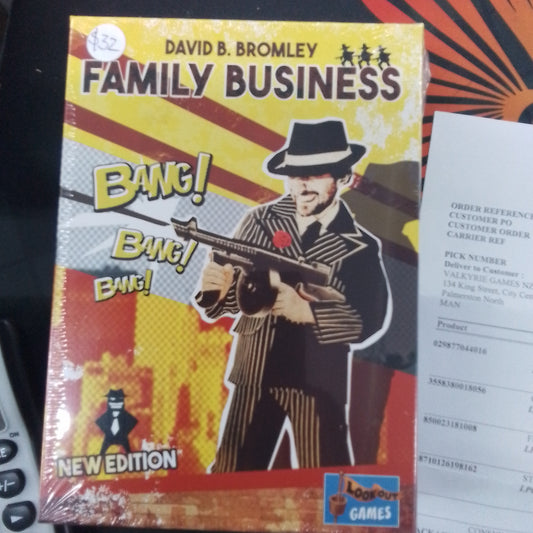 $32
DAVID B. BROMLEY
FAMILY BUSINESS
BANG!
BANG!
BANG!
NEW EDITION
LOOKOUT
GAMES
ORDER REFERENCE
CUSTOMER PO
CUSTOMER ORDER
CARRIER REF
PICK NUMBER
Deliver to Customer :
VALKYRIE GAMES NZ
134 King Street, City Cen
Palmerston North
MAN
Product
029877044016
3558380018056
850023181008
8710126198162
ON
+/-